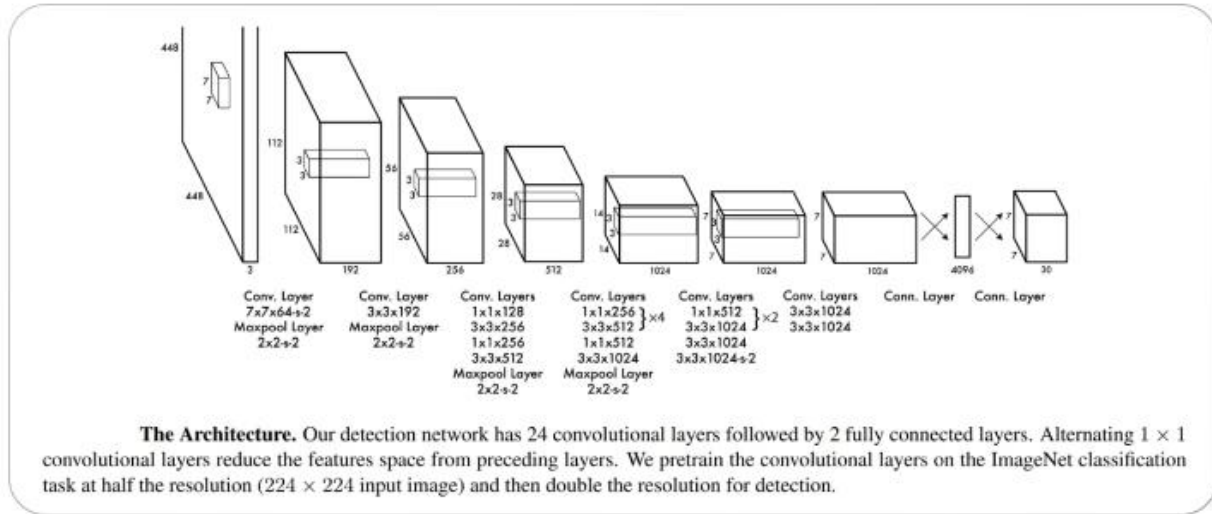 448
448
7
7
3
112
112
3
3
192
56
56
3
3
256
28
28
3
3
512
14
14
3
3
1024
7
7
3
3
1024
7
7
1024
4096
7
7
30
Conv. Layer
7x7x64-s-2
Maxpool Layer
2x2-s-2
Conv. Layer
3x3x192
Maxpool Layer
2x2-s-2
Conv. Layers
1x1x128
3x3x256
1x1x256
3x3x512
Maxpool Layer
2x2-s-2
Conv. Layers
1x1x256
3x3x512 }×4
1x1x512
3x3x1024
Maxpool Layer
2x2-s-2
Conv. Layers
1x1x512
3x3x1024 }×2
3x3x1024
3x3x1024-s-2
Conv. Layers
3x3x1024
3x3x1024
Conn. Layer
Conn. Layer
The Architecture. Our detection network has 24 convolutional layers followed by 2 fully connected layers. Alternating 1 × 1
convolutional layers reduce the features space from preceding layers. We pretrain the convolutional layers on the ImageNet classification
task at half the resolution (224 × 224 input image) and then double the resolution for detection.